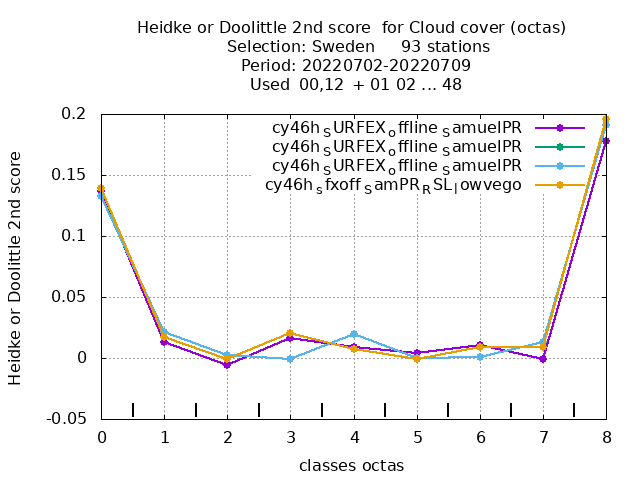 Heidke or Doolittle 2nd score  for Cloud cover (octas)
Selection: Sweden     93 stations
Period: 20220702-20220709
Used  00,12  + 01 02 ... 48
0.2
0.15
0.1
0.05
0
-0.05
Heidke or Doolittle 2nd score
cy46h_SURFEX_offline_SamuelPR
cy46h_SURFEX_offline_SamuelPR
cy46h_SURFEX_offline_SamuelPR
cy46h_sfxoff_SamPR_RSL_lowvego
0 1 2 3 4 5 6 7 8
classes octas